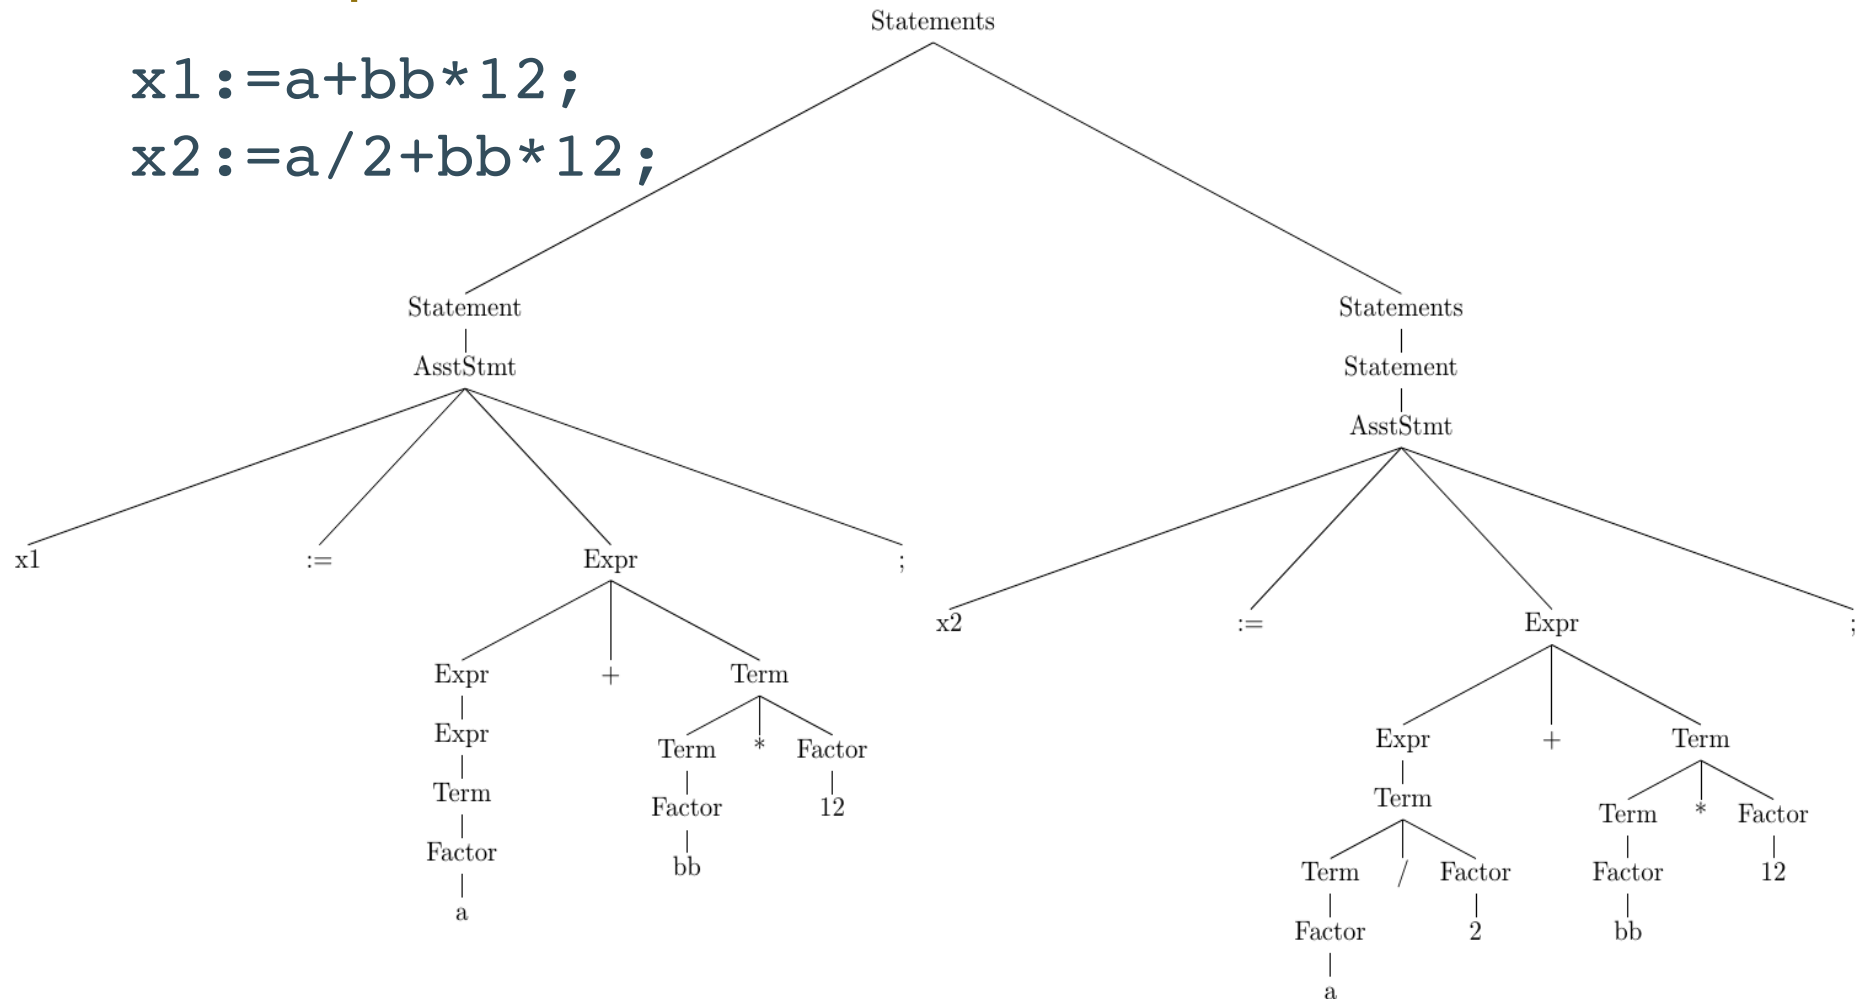 Statements
x1:=a+bb*12;
x2:=a/2+bb*12;
Statement Statements
AsstStmt Statement
AsstStmt
x1 := Expr ;
x2 := Expr ;
Expr + Term
Expr Expr + Term
Term * Factor
Term Term
Factor 12 Term * Factor
Factor
bb Term / Factor Factor 12
a
Factor 2 bb
a